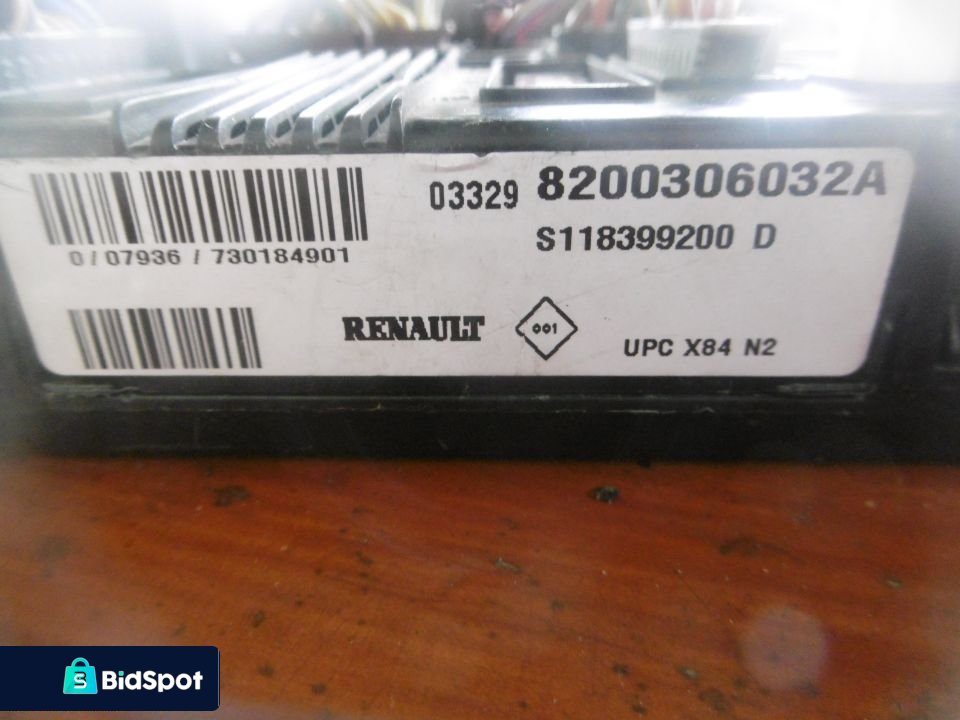 03329 8200306032A
S118399200 D
0/07936/730184901
RENAULT 001 UPC X84 N2
BidSpot